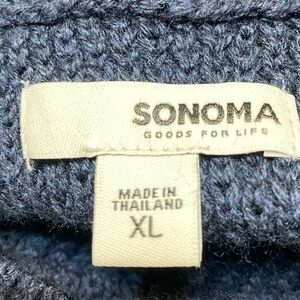 SONOMA
GOODS FOR LIFE
MADE IN
THAILAND
XL